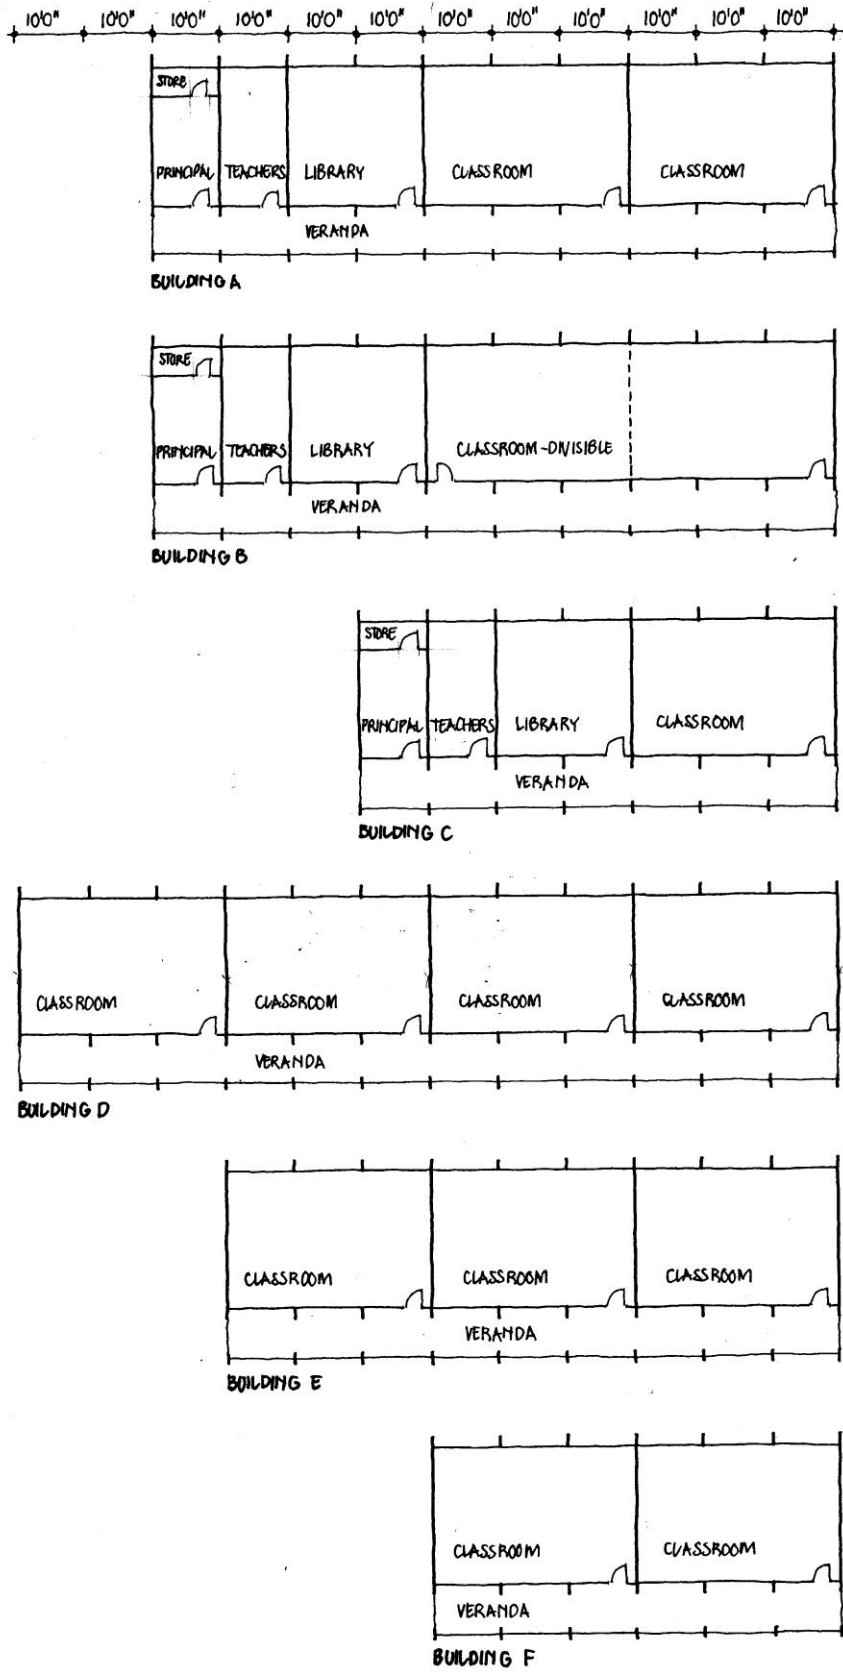 10'0" 10'0" 10'0" 10'0" 10'0" 10'0" 10'0" 10'0" 10'0" 10'0" 10'0" 10'0"
STORE
PRINCIPAL TEACHERS LIBRARY CLASSROOM CLASSROOM
VERANDA
BUILDING A
STORE
PRINCIPAL TEACHERS LIBRARY CLASSROOM-DIVISIBLE
VERANDA
BUILDING B
STORE
PRINCIPAL TEACHERS LIBRARY CLASSROOM
VERANDA
BUILDING C
CLASSROOM CLASSROOM CLASSROOM CLASSROOM
VERANDA
BUILDING D
CLASSROOM CLASSROOM CLASSROOM
VERANDA
BUILDING E
CLASSROOM CLASSROOM
VERANDA
BUILDING F